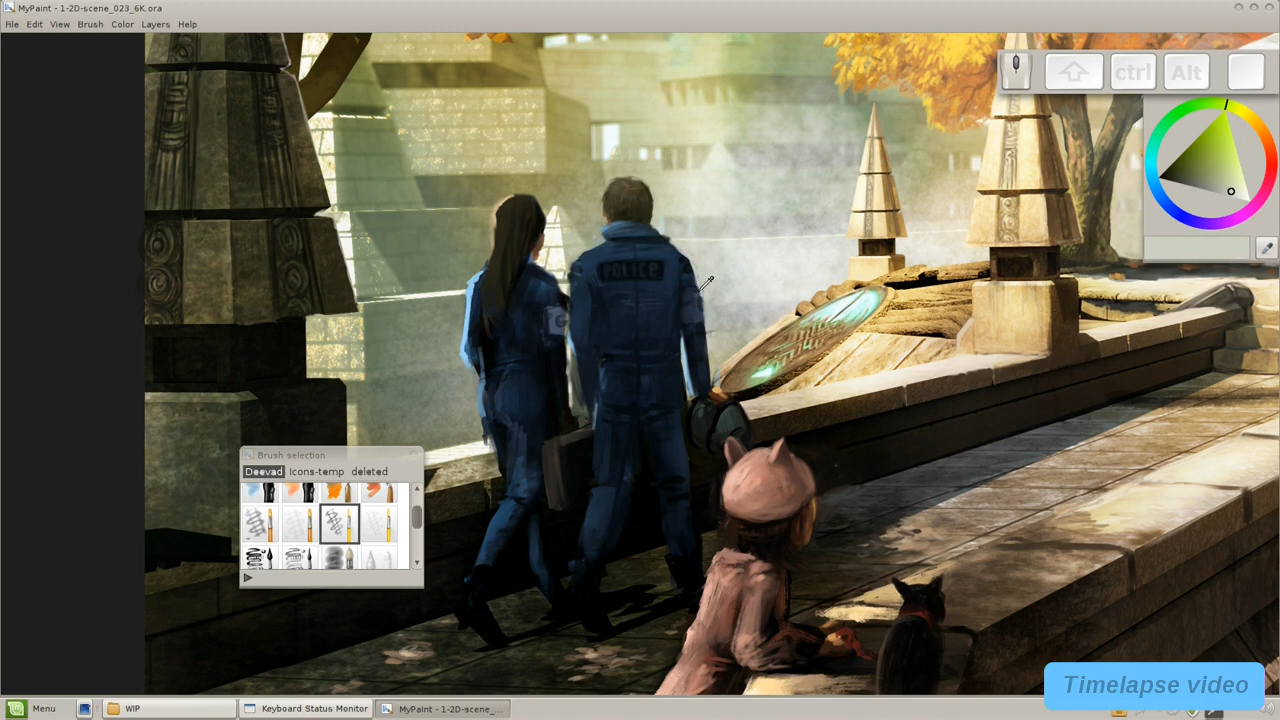 MyPaint - 1-2D-scene_023_6K.ora
File Edit View Brush Color Layers Help
ctrl Alt
POLICE
Brush selection
Deevad Icons-temp deleted
Timelapse video
Menu WIP Keyboard Status Monitor MyPaint - 1-2D-scene_...